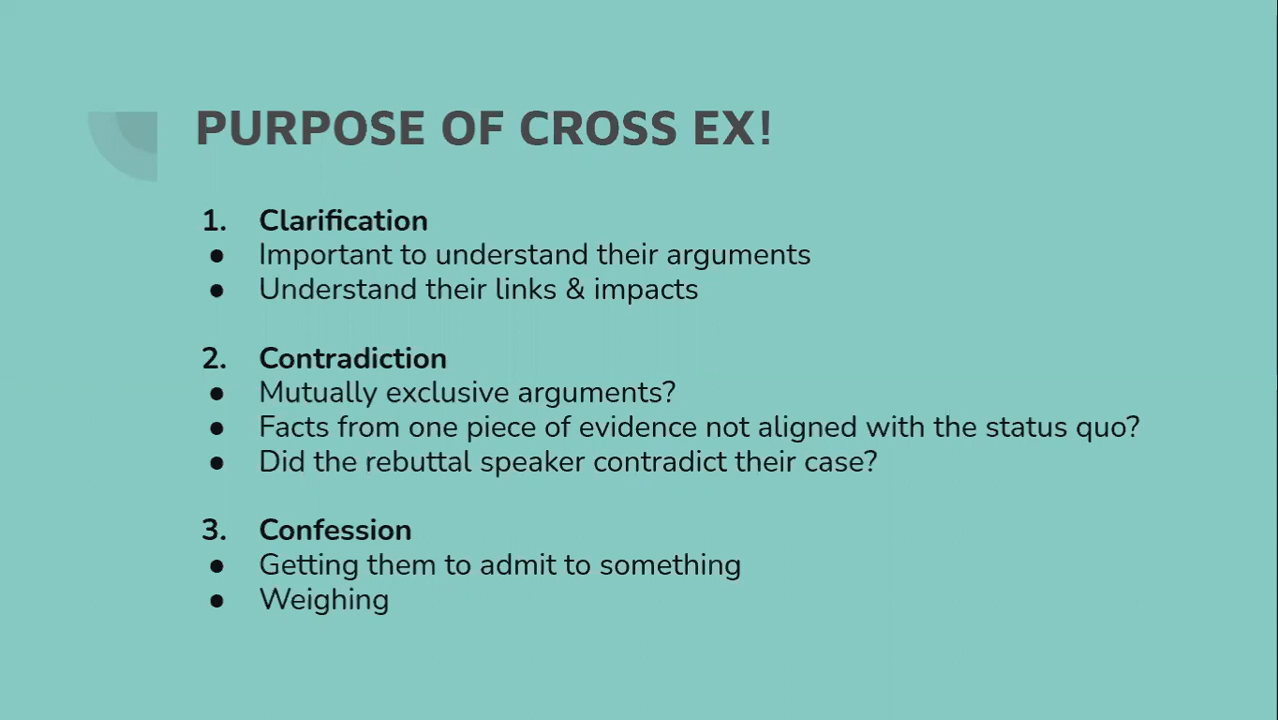 PURPOSE OF CROSS EX!
1. Clarification
● Important to understand their arguments
● Understand their links & impacts
2. Contradiction
● Mutually exclusive arguments?
● Facts from one piece of evidence not aligned with the status quo?
● Did the rebuttal speaker contradict their case?
3. Confession
● Getting them to admit to something
● Weighing